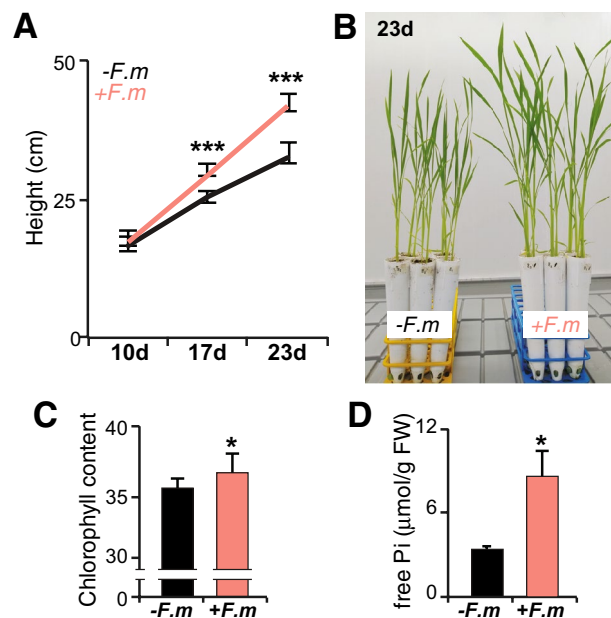 A
Height (cm)
50
25
0
-F.m
+F.m
***
***
10d 17d 23d
B
23d
-F.m +F.m
C
Chlorophyll content
40
35
30
0
*
-F.m +F.m
D
free Pi (μmol/g FW)
12
9
6
0
*
-F.m +F.m